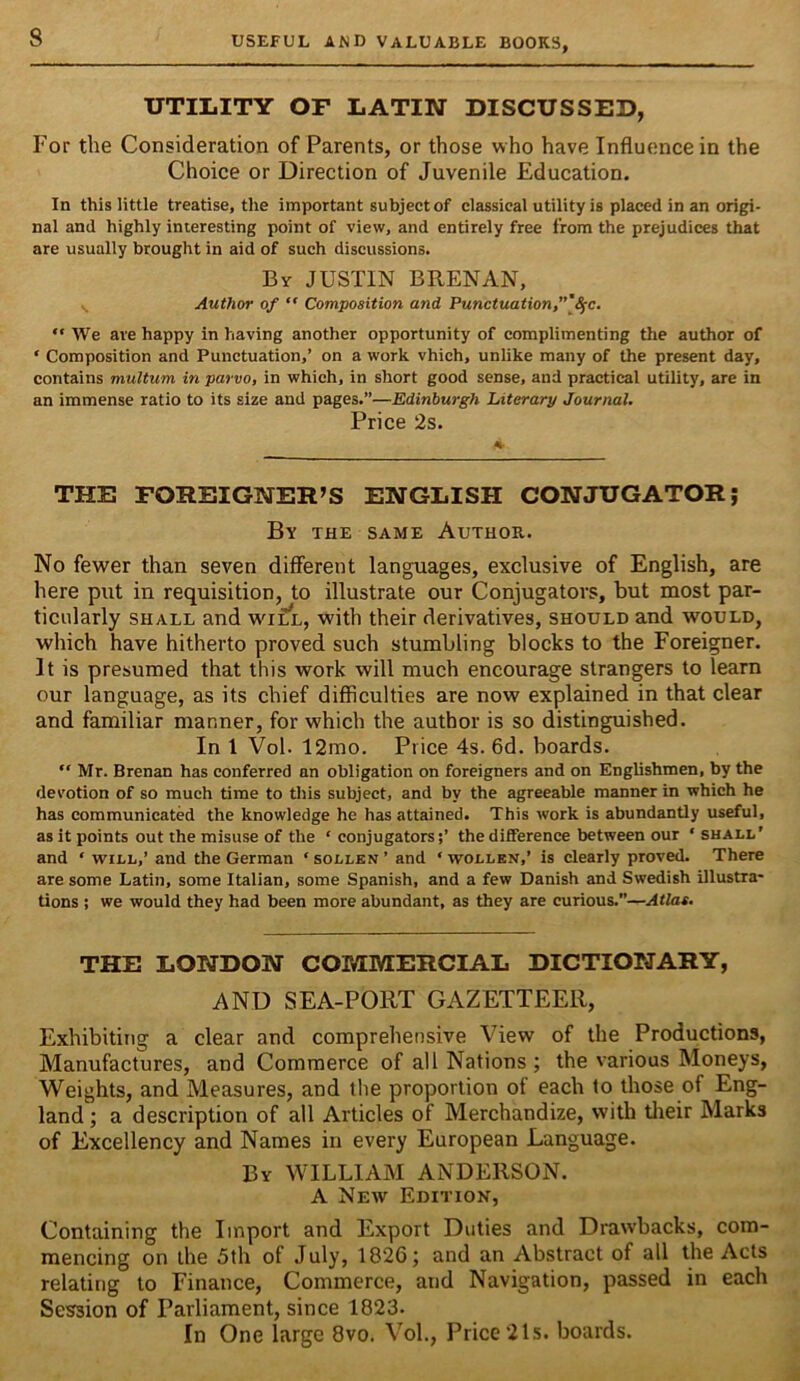 8 USEFUL AND VALUABLE BOOKS,
UTILITY OF LATIN DISCUSSED,
For the Consideration of Parents, or those who have Influence in the
Choice or Direction of Juvenile Education.
In this little treatise, the important subject of classical utility is placed in an origi-
nal and highly interesting point of view, and entirely free from the prejudices that
are usually brought in aid of such discussions.
By JUSTIN BRENAN,
Author of "Composition and Punctuation," &c.
"We are happy in having another opportunity of complimenting the author of
'Composition and Punctuation,' on a work vhich, unlike many of the present day,
contains multum in parvo, in which, in short good sense, and practical utility, are in
an immense ratio to its size and pages."—Edinburgh Literary Journal.
Price 2s.
THE FOREIGNER'S ENGLISH CONJUGATOR;
By the same Author.
No fewer than seven different languages, exclusive of English, are
here put in requisition, to illustrate our Conjugators, but most par-
ticularly SHALL and WILL, with their derivatives, SHOULD and WOULD,
which have hitherto proved such stumbling blocks to the Foreigner.
It is presumed that this work will much encourage strangers to learn
our language, as its chief difficulties are now explained in that clear
and familiar manner, for which the author is so distinguished.
In 1 Vol. 12mo. Price 4s. 6d. boards.
"Mr. Brenan has conferred an obligation on foreigners and on Englishmen, by the
devotion of so much time to this subject, and by the agreeable manner in which he
has communicated the knowledge he has attained. This work is abundantly useful,
as it points out the misuse of the 'conjugators;' the difference between our 'SHALL'
and 'WILL,' and the German 'SOLLEN' and 'WOLLEN,' is clearly proved. There
are some Latin, some Italian, some Spanish, and a few Danish and Swedish illustra-
tions; we would they had been more abundant, as they are curious."—Atlas.
THE LONDON COMMERCIAL DICTIONARY,
AND SEA-PORT GAZETTEER,
Exhibiting a clear and comprehensive View of the Productions,
Manufactures, and Commerce of all Nations; the various Moneys,
Weights, and Measures, and the proportion of each to those of Eng-
land; a description of all Articles of Merchandize, with their Marks
of Excellency and Names in every European Language.
By WILLIAM ANDERSON.
A New Edition,
Containing the Import and Export Duties and Drawbacks, com-
mencing on the 5th of July, 1826; and an Abstract of all the Acts
relating to Finance, Commerce, and Navigation, passed in each
Session of Parliament, since 1823.
In One large 8vo. Vol., Price 21s. boards.